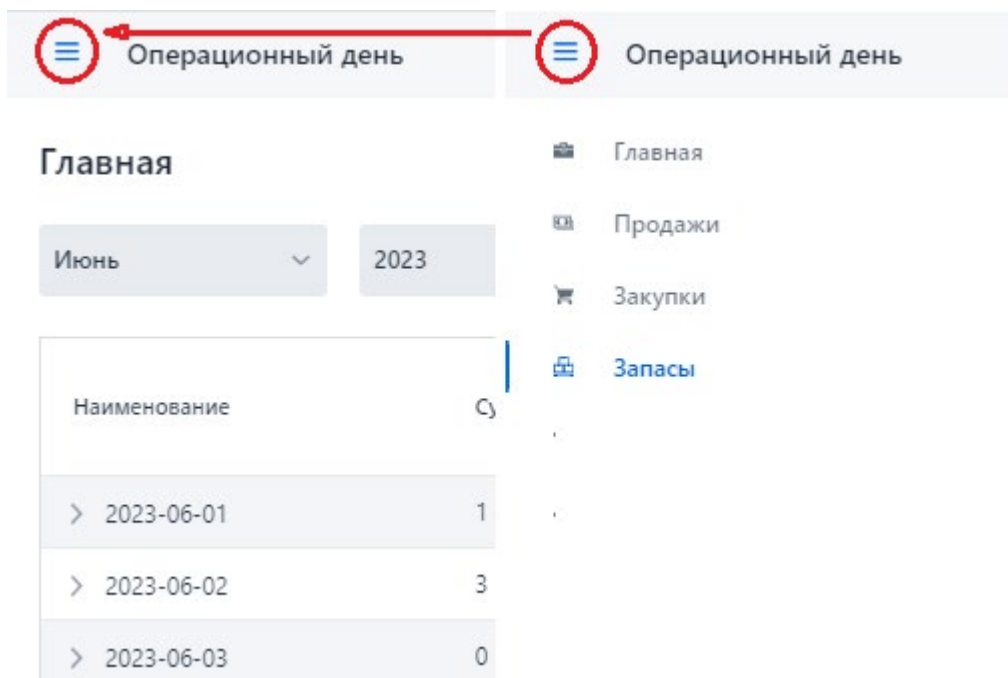 Операционный день
Главная
Июнь
2023
Наименование
Су
2023-06-01
1
2023-06-02
3
2023-06-03
0
Операционный день
Главная
Продажи
Закупки
Запасы